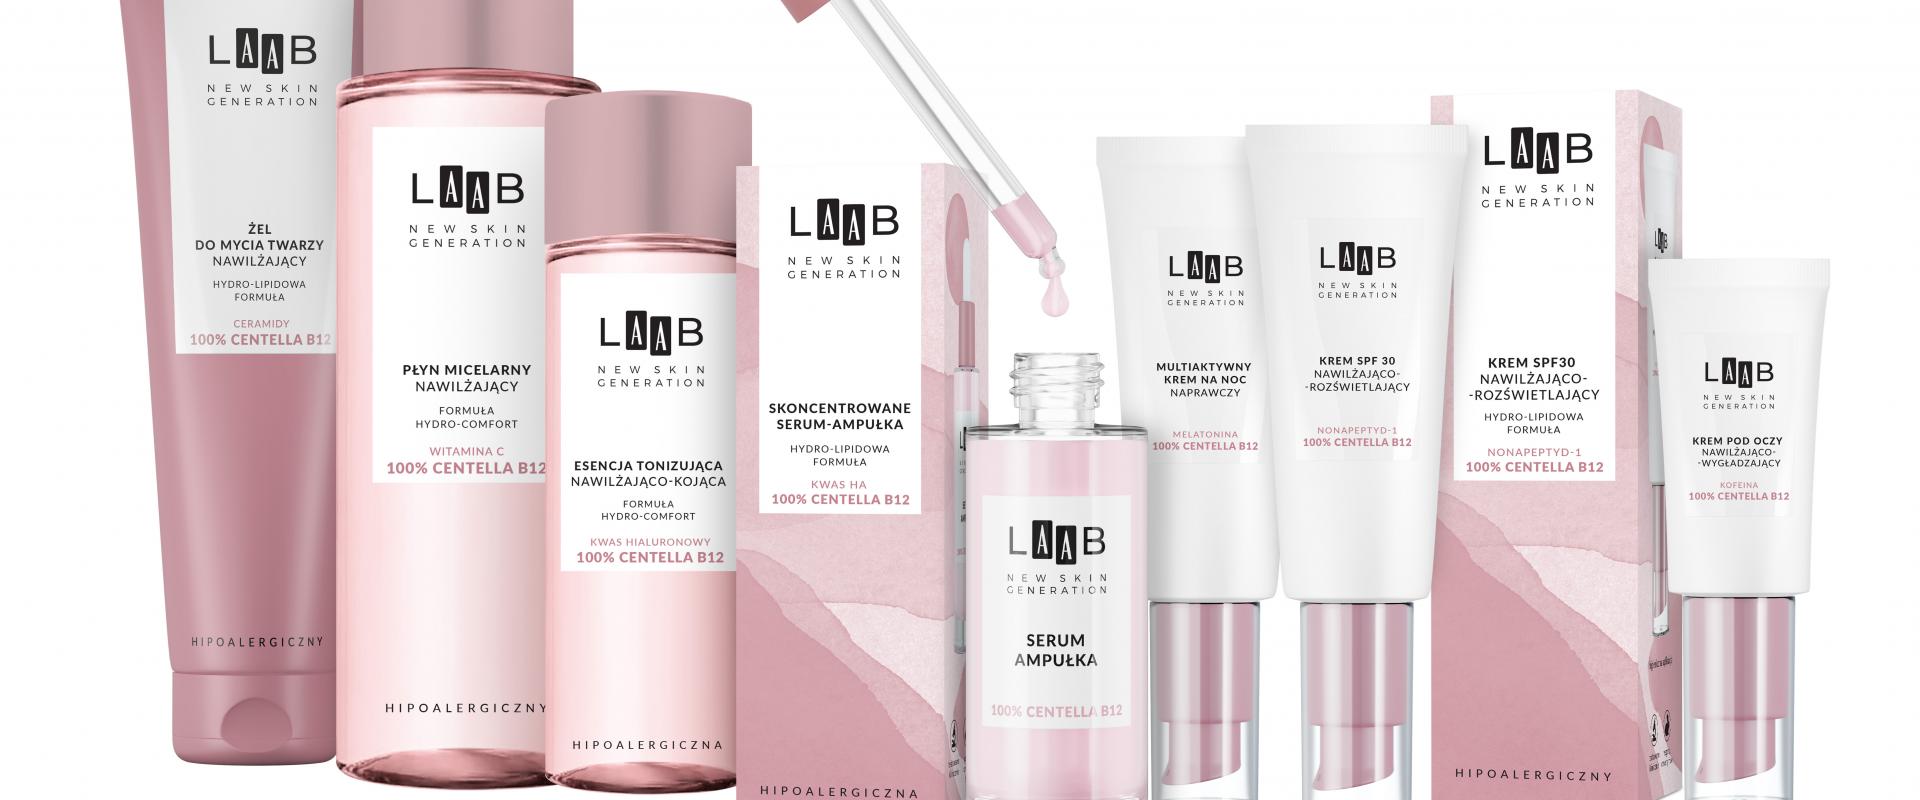 LAAB
NEW SKIN
GENERATION
ŻEL
DO MYCIA TWARZY
NAWILŻAJĄCY
HYDRO-LIPIDOWA
FORMUŁA
CERAMIDY
100% CENTELLA B12
HIPOALERGICZNY
LAAB
NEW SKIN
GENERATION
PŁYN MICELARNY
NAWILŻAJĄCY
FORMUŁA
HYDRO-COMFORT
WITAMINA C
100% CENTELLA B12
HIPOALERGICZNY
LAAB
NEW SKIN
GENERATION
ESENCJA TONIZUJĄCA
NAWILŻAJĄCO-KOJĄCA
FORMUŁA
HYDRO-COMFORT
KWAS HIALURONOWY
100% CENTELLA B12
HIPOALERGICZNA
LAAB
NEW SKIN
GENERATION
SKONCENTROWANE
SERUM-AMPUŁKA
HYDRO-LIPIDOWA
FORMUŁA
KWAS HA
100% CENTELLA B12
HIPOALERGICZNA
LAAB
NEW SKIN
GENERATION
SERUM
AMPUŁKA
100% CENTELLA B12
LAAB
NEW SKIN
GENERATION
MULTIAKTYWNY
KREM NA NOC
NAPRAWCZY
MELATONINA
100% CENTELLA B12
LAAB
NEW SKIN
GENERATION
KREM SPF 30
NAWILŻAJĄCO-
-ROZŚWIETLAJĄCY
NONAPEPTYD-1
100% CENTELLA B12
LAAB
NEW SKIN
GENERATION
KREM SPF30
NAWILŻAJĄCO-
-ROZŚWIETLAJĄCY
HYDRO-LIPIDOWA
FORMUŁA
NONAPEPTYD-1
100% CENTELLA B12
HIPOALERGICZNY
LAAB
NEW SKIN
GENERATION
KREM POD OCZY
NAWILŻAJĄCO-
-WYGŁADZAJĄCY
KOFEINA
100% CENTELLA B12